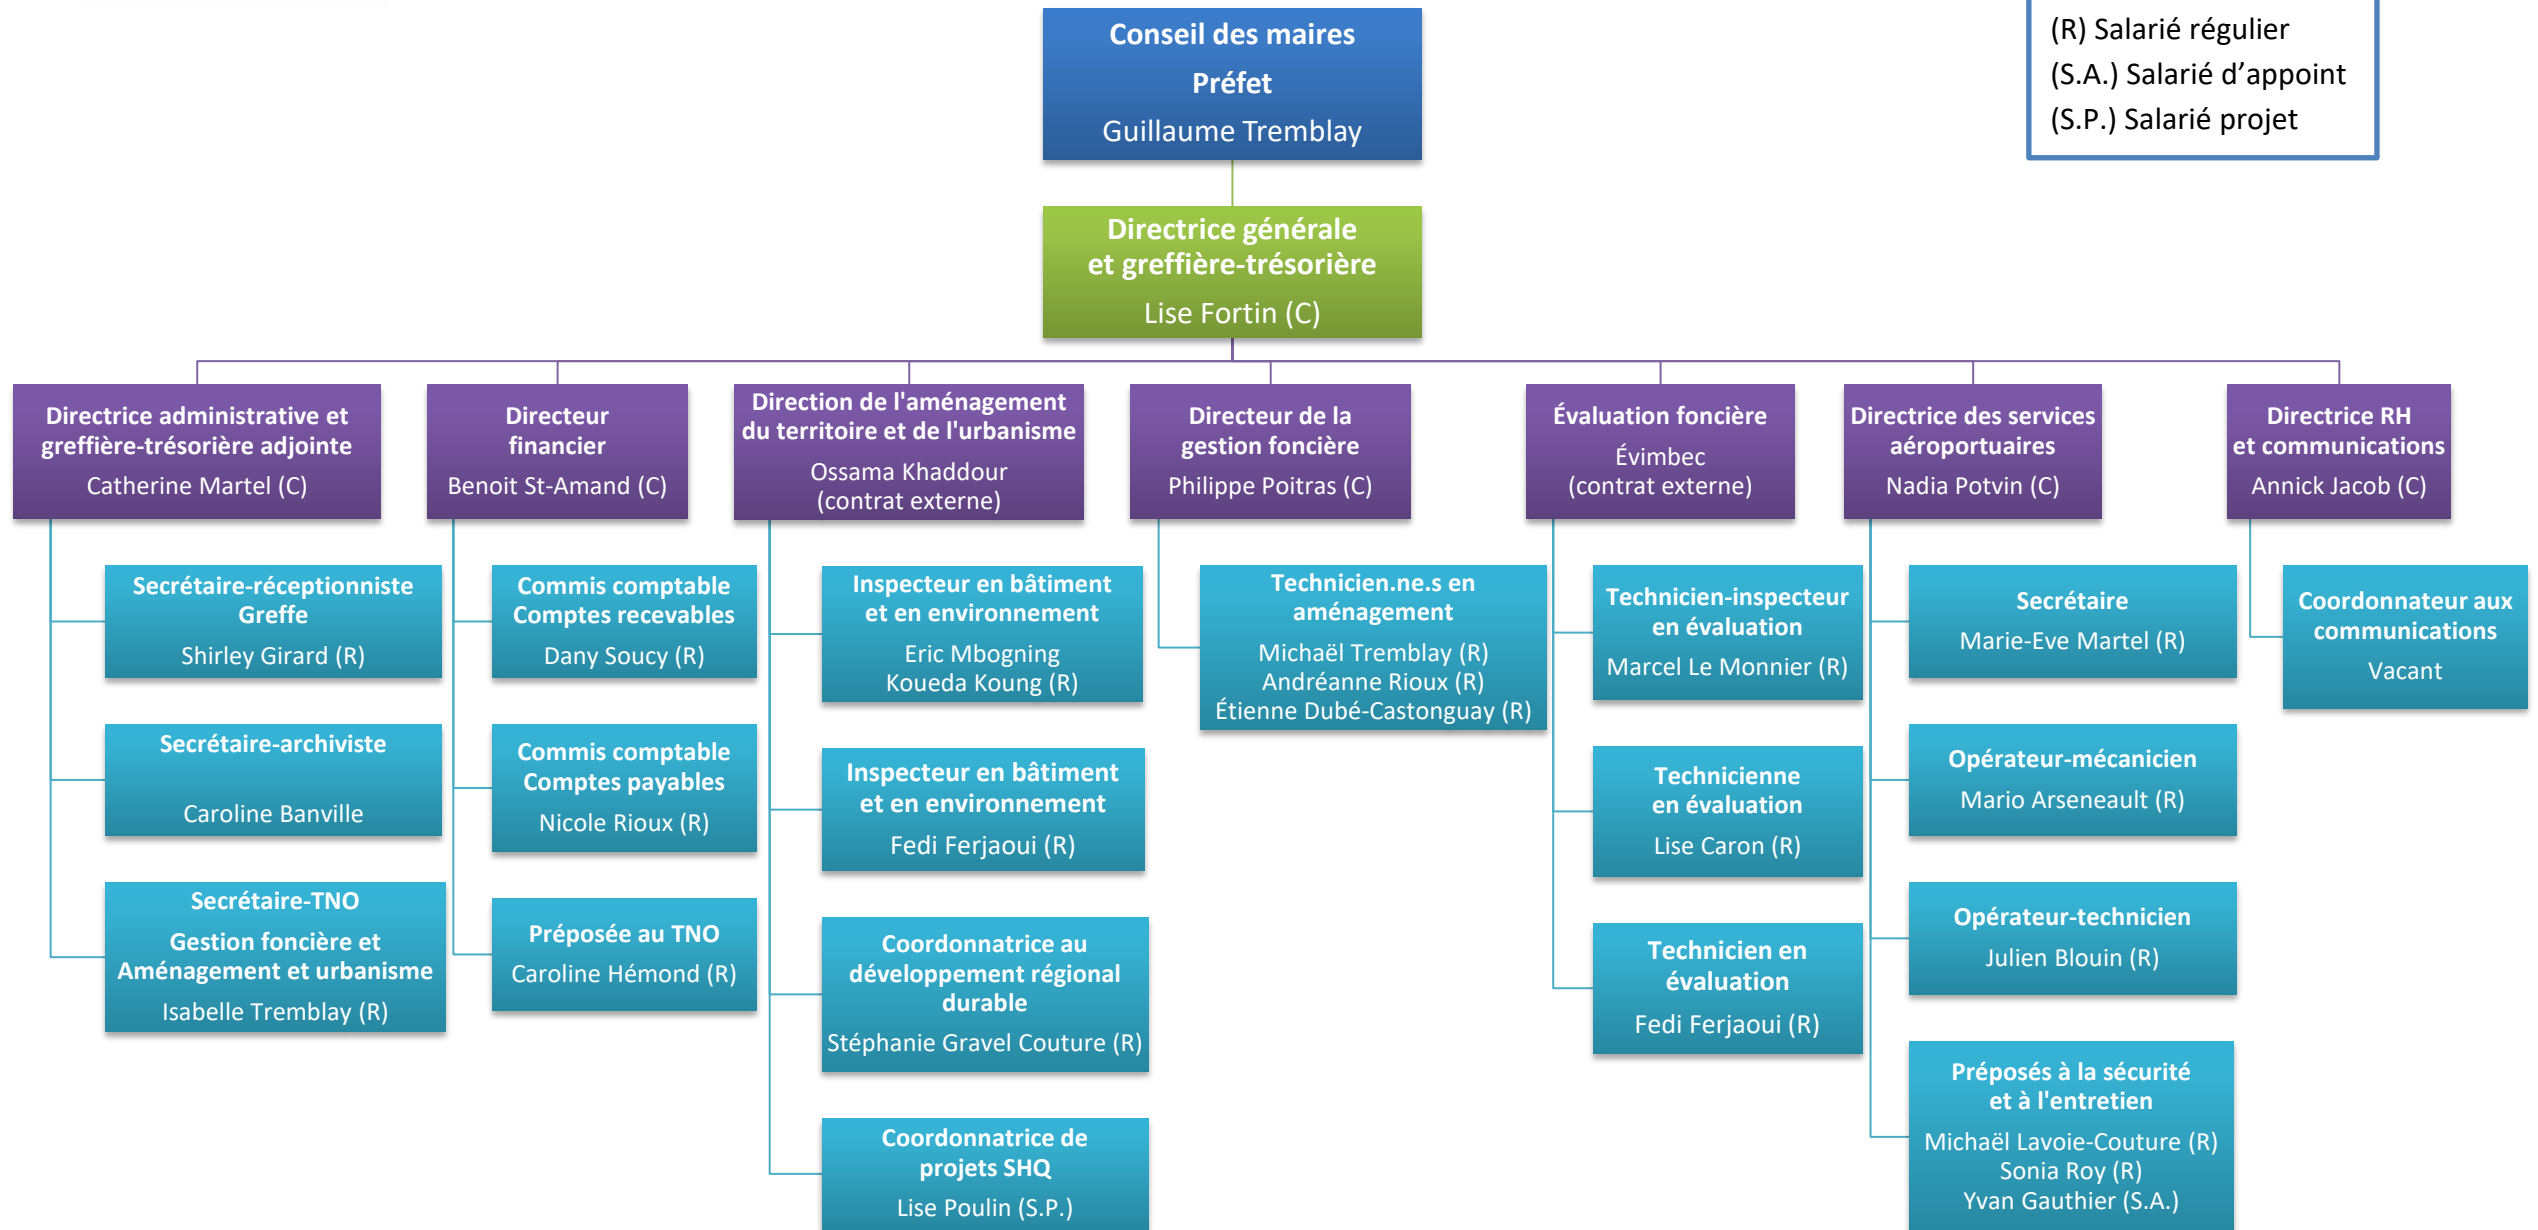 Conseil des maires
Préfet
Guillaume Tremblay
(R) Salarié régulier
(S.A.) Salarié d’appoint
(S.P.) Salarié projet
Directrice générale
et greffière-trésorière
Lise Fortin (C)
Directrice administrative et
greffière-trésorière adjointe
Catherine Martel (C)
Directeur
financier
Benoit St-Amand (C)
Direction de l'aménagement
du territoire et de l'urbanisme
Ossama Khaddour
(contrat externe)
Directeur de la
gestion foncière
Philippe Poitras (C)
Évaluation foncière
Évimbec
(contrat externe)
Directrice des services
aéroportuaires
Nadia Potvin (C)
Directrice RH
et communications
Annick Jacob (C)
Secrétaire-réceptionniste
Greffe
Shirley Girard (R)
Secrétaire-archiviste
Caroline Banville
Secrétaire-TNO
Gestion foncière et
Aménagement et urbanisme
Isabelle Tremblay (R)
Commis comptable
Comptes recevables
Dany Soucy (R)
Commis comptable
Comptes payables
Nicole Rioux (R)
Préposée au TNO
Caroline Hémond (R)
Inspecteur en bâtiment
et en environnement
Eric Mbogning
Koueda Koung (R)
Inspecteur en bâtiment
et en environnement
Fedi Ferjaoui (R)
Coordonnatrice au
développement régional
durable
Stéphanie Gravel Couture (R)
Coordonnatrice de
projets SHQ
Lise Poulin (S.P.)
Technicien.ne.s en
aménagement
Michaël Tremblay (R)
Andréanne Rioux (R)
Étienne Dubé-Castonguay (R)
Technicien-inspecteur
en évaluation
Marcel Le Monnier (R)
Technicienne
en évaluation
Lise Caron (R)
Technicien en
évaluation
Fedi Ferjaoui (R)
Secrétaire
Marie-Eve Martel (R)
Opérateur-mécanicien
Mario Arseneault (R)
Opérateur-technicien
Julien Blouin (R)
Préposés à la sécurité
et à l'entretien
Michaël Lavoie-Couture (R)
Sonia Roy (R)
Yvan Gauthier (S.A.)
Coordonnateur aux
communications
Vacant